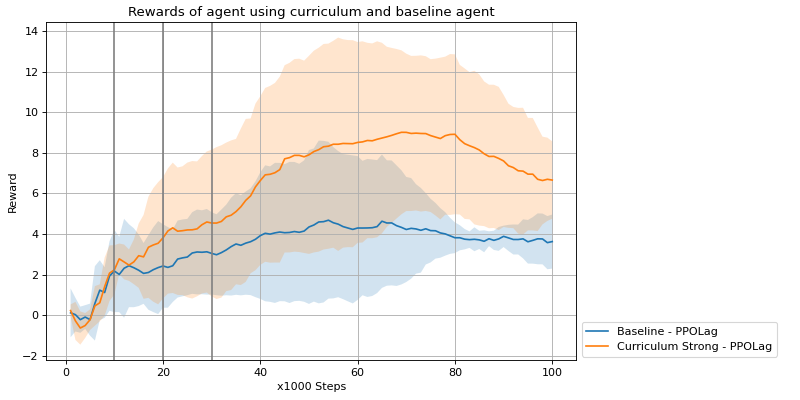 Rewards of agent using curriculum and baseline agent
14
12
10
8
6
4
2
0
−2
Reward
0 20 40 60 80 100
x1000 Steps
Baseline - PPOLag
Curriculum Strong - PPOLag